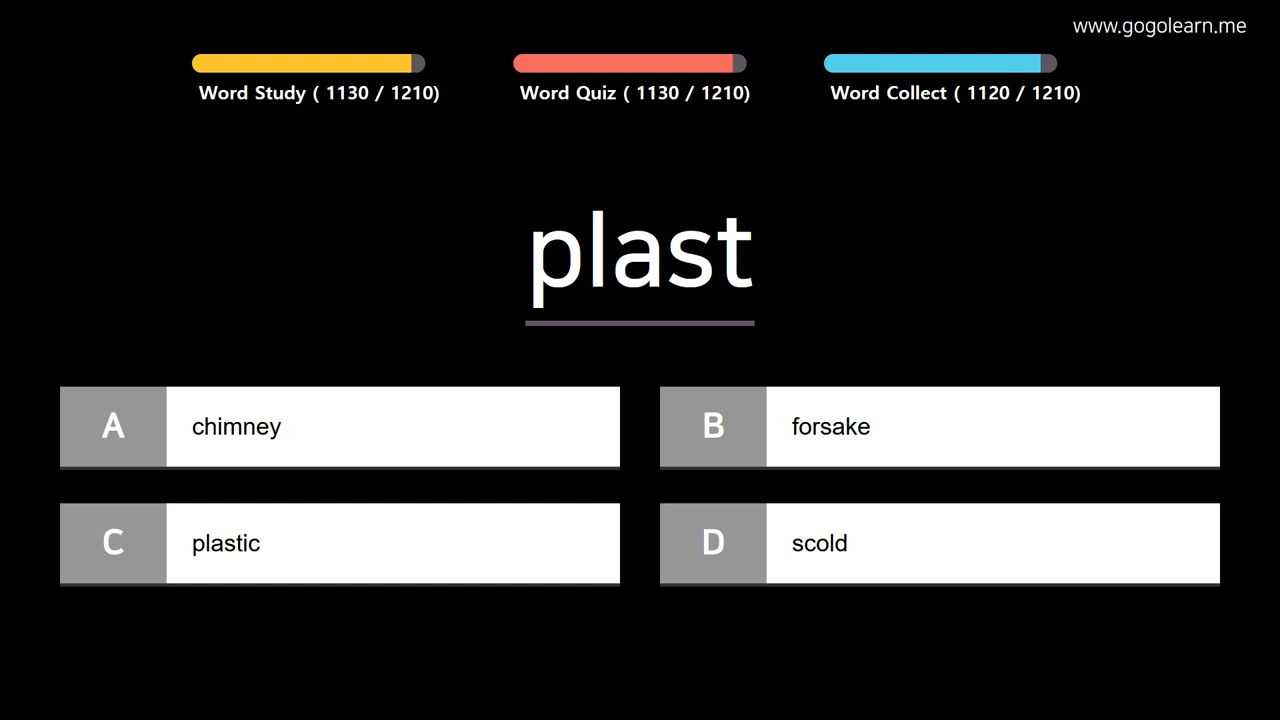 www.gogolearn.me
Word Study ( 1130 / 1210)
Word Quiz ( 1130 / 1210)
Word Collect ( 1120 / 1210)
plast
A chimney
B forsake
C plastic
D scold